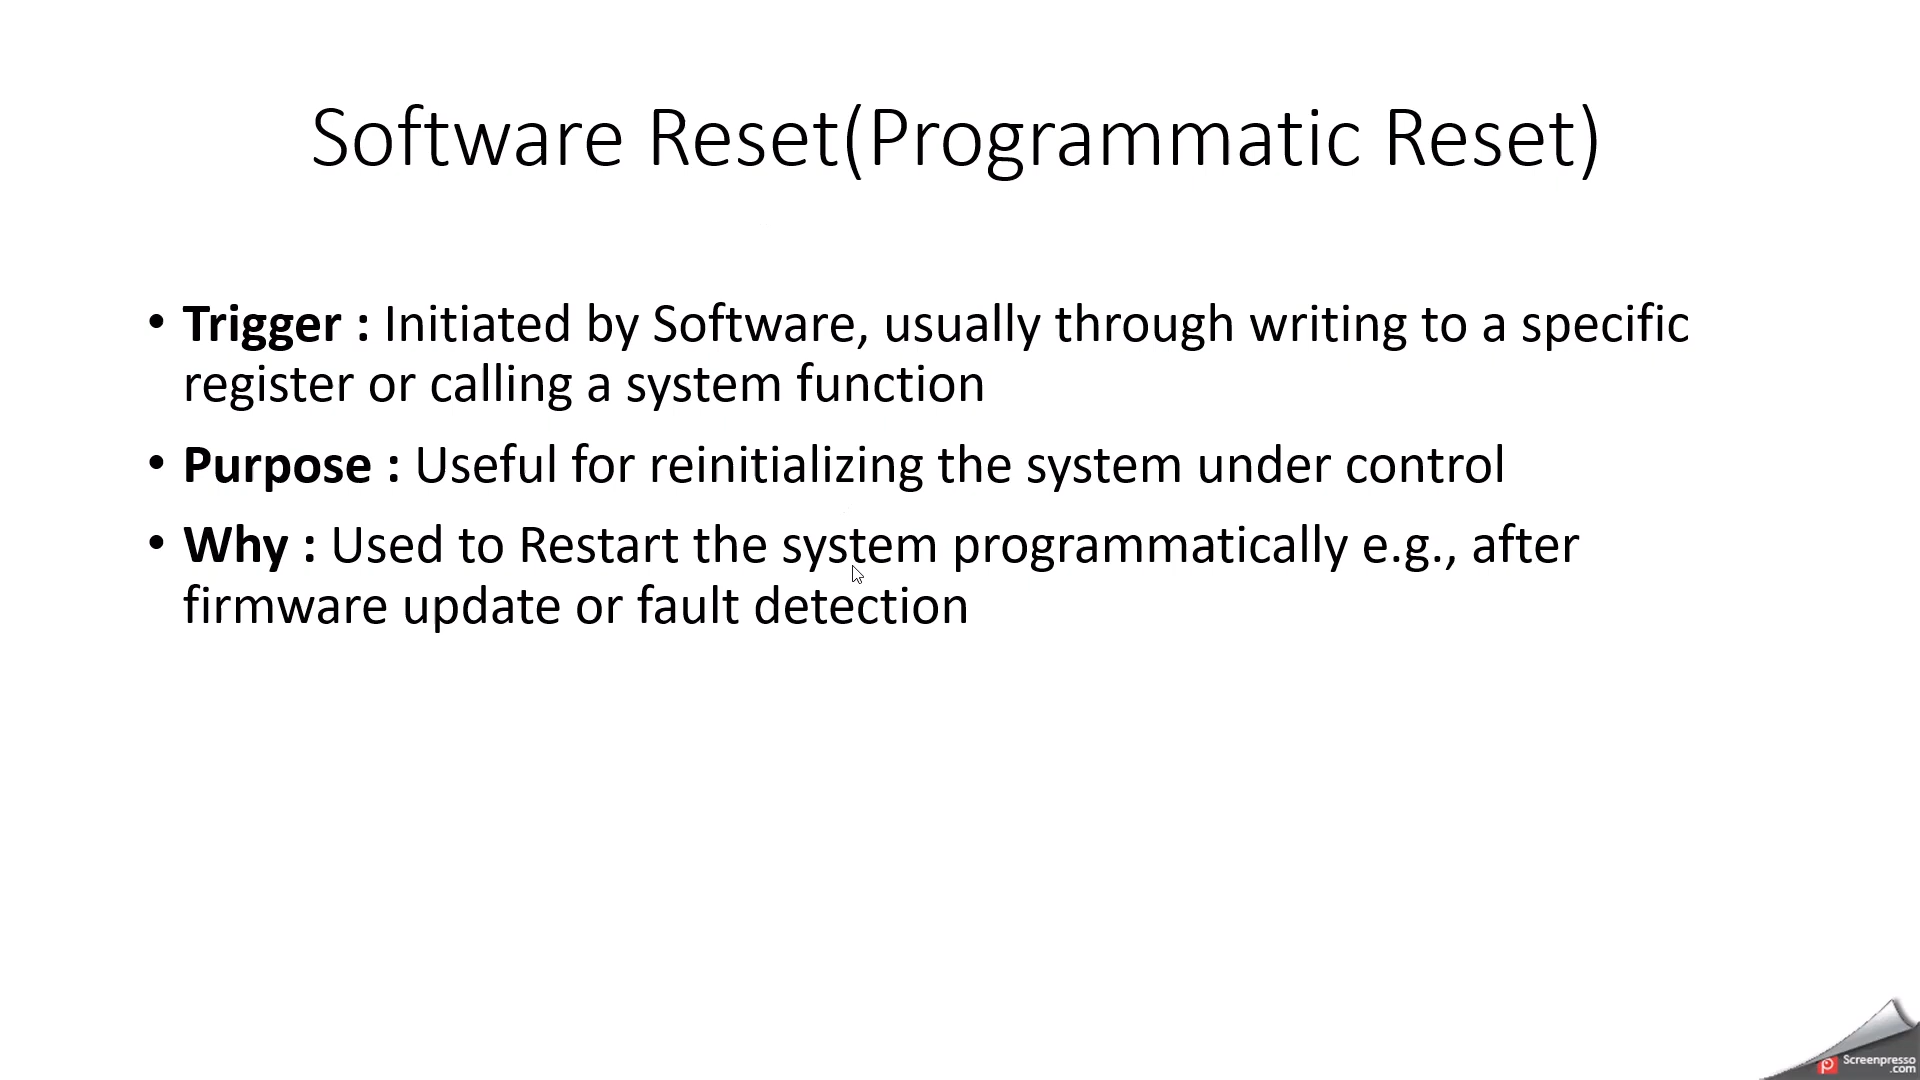 Software Reset(Programmatic Reset)
• Trigger : Initiated by Software, usually through writing to a specific
register or calling a system function
• Purpose : Useful for reinitializing the system under control
• Why : Used to Restart the system programmatically e.g., after
firmware update or fault detection
Screenpresso
.com